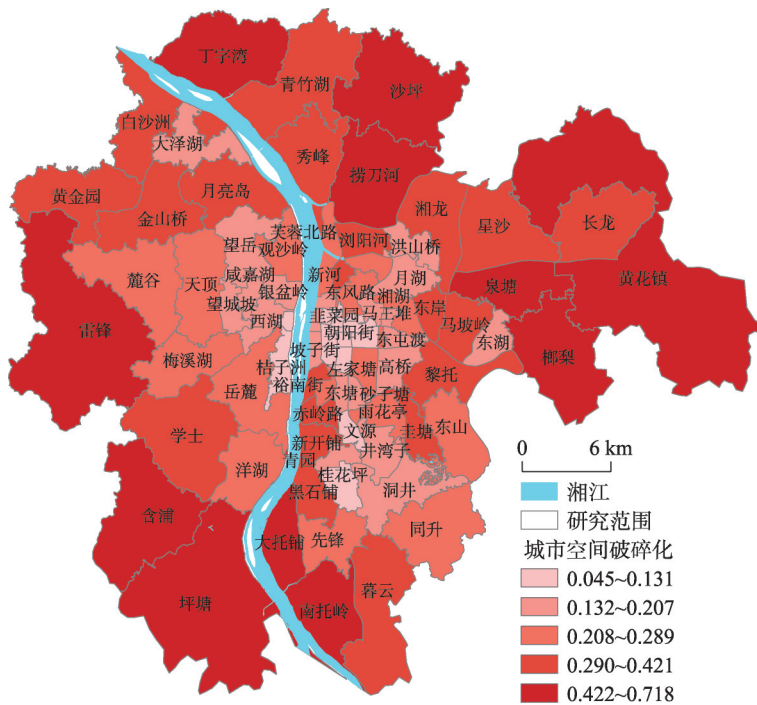 丁字湾
青竹湖
沙坪
白沙洲
大泽湖
秀峰
捞刀河
黄金园
月亮岛
湘龙
星沙
长龙
金山桥
芙蓉北路
浏阳河
望岳
观沙岭
洪山桥
麓谷
天顶
咸嘉湖
新河
月湖
泉塘
黄花镇
望城坡
银盆岭
东风路
湘湖
东岸
雷锋
西湖
韭菜园
马王堆
马坡岭
朝阳街
东屯渡
东湖
梅溪湖
坡子街
桔子洲
左家塘
高桥
黎托
㮾梨
岳麓
裕南街
东塘
砂子塘
赤岭路
雨花亭
学士
新开铺
文源
圭塘
东山
青园
井湾子
洋湖
桂花坪
洞井
黑石铺
含浦
大托铺
先锋
同升
坪塘
南托岭
暮云
0 6 km
湘江
研究范围
城市空间破碎化
0.045~0.131
0.132~0.207
0.208~0.289
0.290~0.421
0.422~0.718